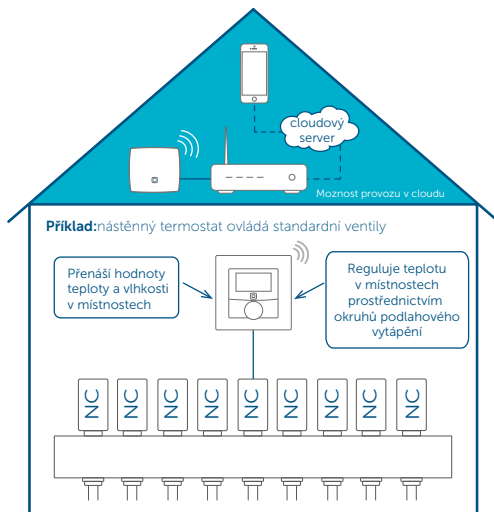 cloudový
server
Moznost provozu v cloudu
Příklad:nástěnný termostat ovládá standardní ventily
Přenáší hodnoty
teploty a vlhkosti
v místnostech
Reguluje teplotu
v místnostech
prostřednictvím
okruhů podlahového
vytápění
NC NC NC NC NC NC NC NC NC